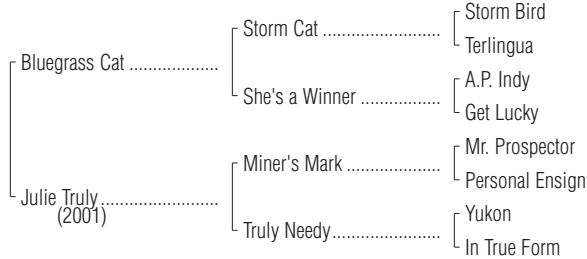 Storm Bird
Storm Cat ........................
Terlingua
Bluegrass Cat ..................
She's a Winner ................
A.P. Indy
Get Lucky
Mr. Prospector
Miner's Mark ...................
Personal Ensign
Julie Truly........................
(2001)
Yukon
Truly Needy......................
In True Form